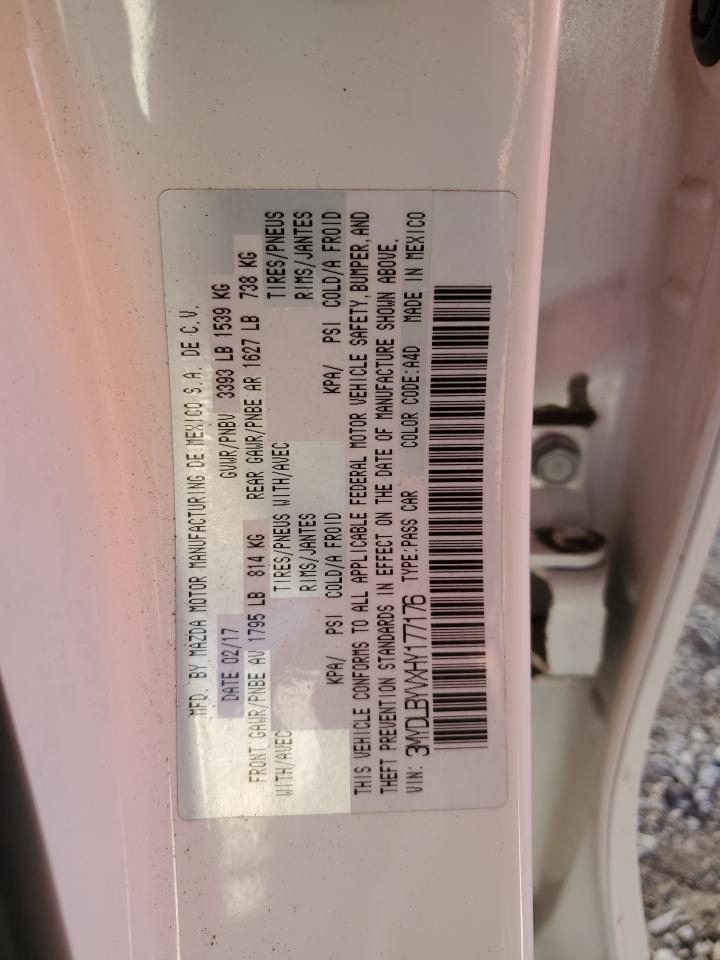 MFD. BY MAZDA MOTOR MANUFACTURING DE MEXICO S.A. DE C.V.
DATE 02/17 GVWR/PNBV 3393 LB 1539 KG
FRONT GAWR/PNBE AV 1795 LB 814 KG REAR GAWR/PNBE AR 1627 LB 738 KG
WITH/AVEC TIRES/PNEUS WITH/AVEC TIRES/PNEUS
RIMS/JANTES RIMS/JANTES
KPA/ PSI COLD/A FROID KPA/ PSI COLD/A FROID
THIS VEHICLE CONFORMS TO ALL APPLICABLE FEDERAL MOTOR VEHICLE SAFETY, BUMPER, AND
THEFT PREVENTION STANDARDS IN EFFECT ON THE DATE OF MANUFACTURE SHOWN ABOVE.
VIN: 3MYDLBYVXHY177176 TYPE:PASS CAR COLOR CODE:A4D MADE IN MEXICO